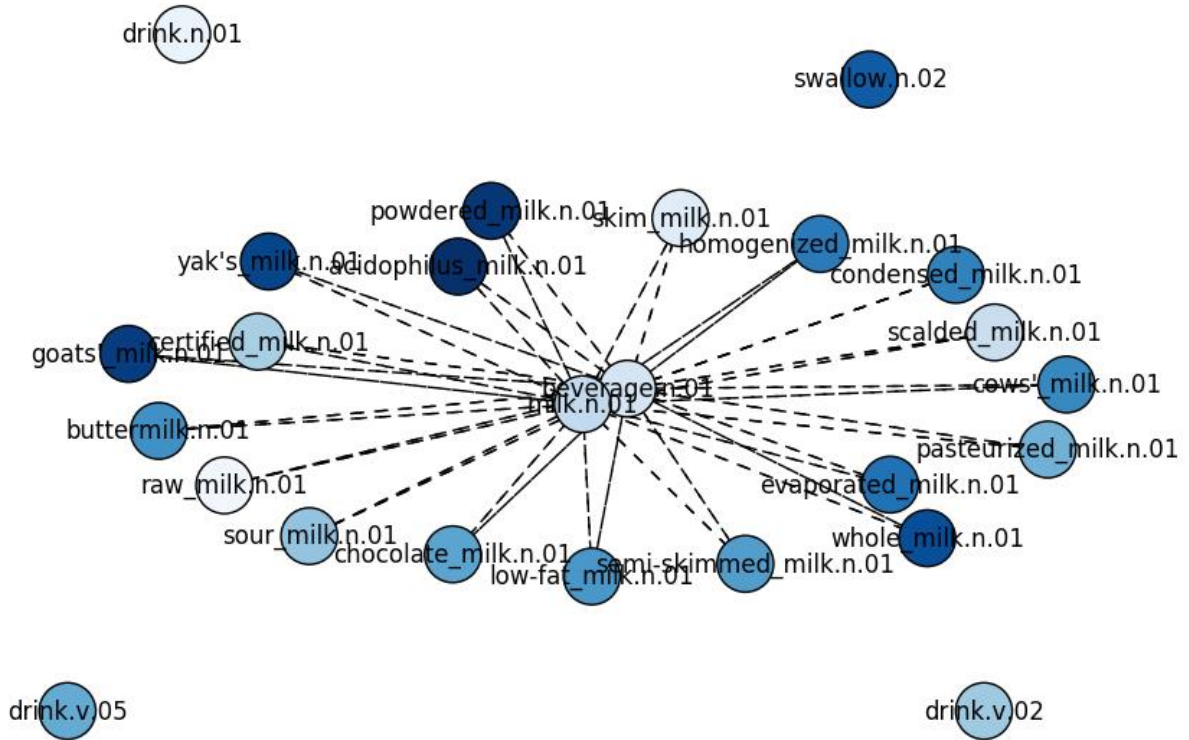 drink.n.01
swallow.n.02
powdered_milk.n.01
skim_milk.n.01
homogenized_milk.n.01
yak's_milk.n.01
acidophilus_milk.n.01
condensed_milk.n.01
scalded_milk.n.01
goats'_milk.n.01
certified_milk.n.01
beverage.n.01
milk.n.01
cows'_milk.n.01
buttermilk.n.01
pasteurized_milk.n.01
raw_milk.n.01
evaporated_milk.n.01
sour_milk.n.01
whole_milk.n.01
chocolate_milk.n.01
low-fat_milk.n.01
semi-skimmed_milk.n.01
drink.v.05
drink.v.02